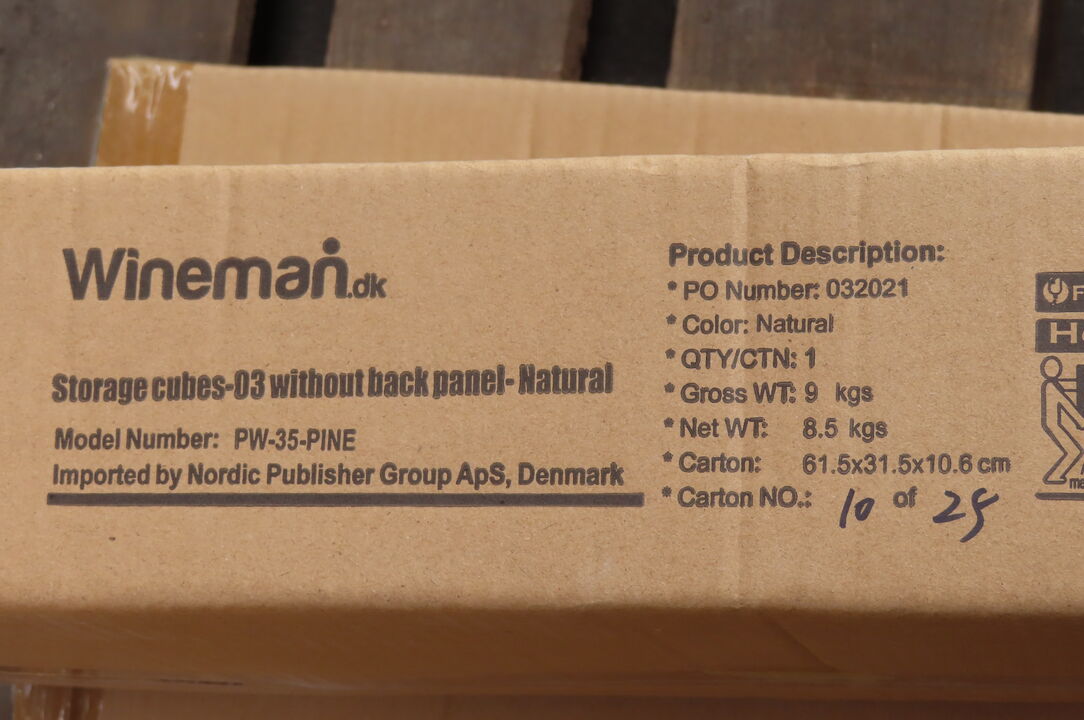 Wineman.dk
Storage cubes-03 without back panel- Natural
Model Number: PW-35-PINE
Imported by Nordic Publisher Group ApS, Denmark
Product Description:
* PO Number: 032021
* Color: Natural
* QTY/CTN: 1
* Gross WT: 9 kgs
* Net WT: 8.5 kgs
* Carton: 61.5x31.5x10.6 cm
* Carton NO.: 10 of 25